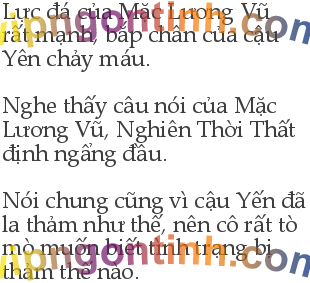 Lực đá của Mặc Lương Vũ
rất mạnh, bắp chân của cậu
Yên chảy máu.
Nghe thấy câu nói của Mặc
Lương Vũ, Nghiên Thời Thất
định ngẩng đầu.
Nói chung cũng vì cậu Yến đã
la thảm như thế, nên cô rất tò
mò muốn biết tình trạng bị
thảm thế nào.
vipngontinh.com
vipngontinh.com